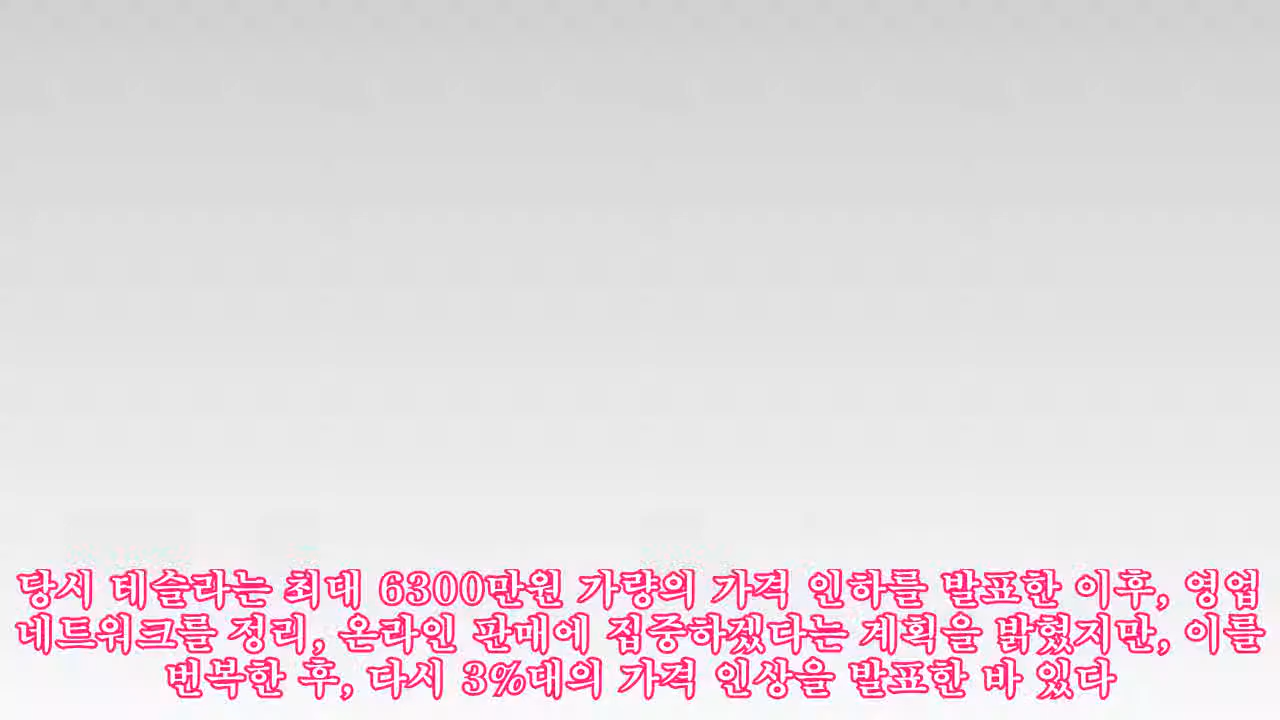 당시 테슬라는 최대 6300만원 가량의 가격 인하를 발표한 이후, 영업
네트워크를 정리, 온라인 판매에 집중하겠다는 계획을 밝혔지만, 이를
번복한 후, 다시 3%대의 가격 인상을 발표한 바 있다